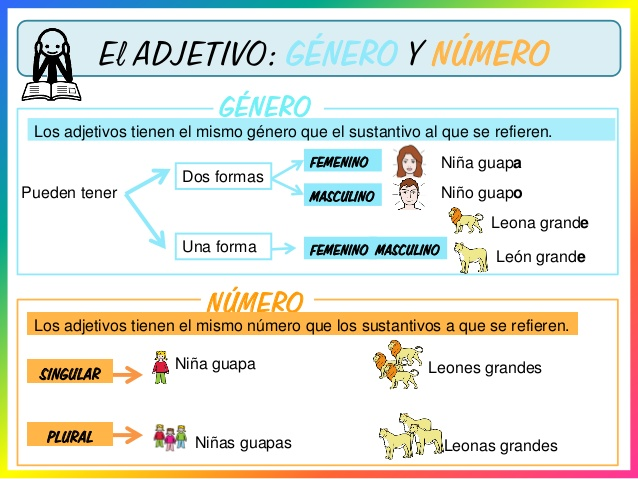 El ADJETIVO: GÉNERO Y NÚMERO
GÉNERO
Los adjetivos tienen el mismo género que el sustantivo al que se refieren.
Pueden tener
Dos formas
FEMENINO
Niña guapa
MASCULINO
Niño guapo
Una forma
FEMENINO MASCULINO
Leona grande
León grande
NÚMERO
Los adjetivos tienen el mismo número que los sustantivos a que se refieren.
SINGULAR
Niña guapa
Leones grandes
PLURAL
Niñas guapas
Leonas grandes